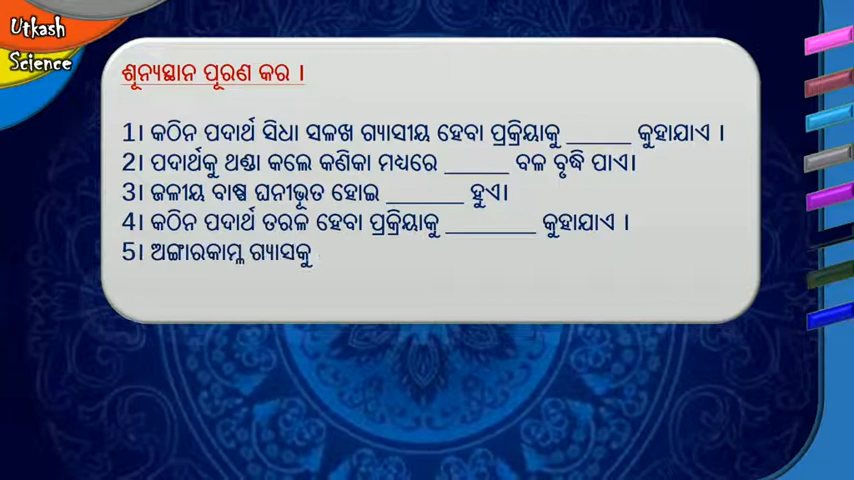 Utkash
Science
ଶୂନ୍ୟସ୍ଥାନ ପୂରଣ କର ।
1। କଠିନ ପଦାର୍ଥ ସିଧା ସଳଖ ଗ୍ୟାସୀୟ ହେବା ପ୍ରକ୍ରିୟାକୁ ______ କୁହାଯାଏ ।
2। ପଦାର୍ଥକୁ ଥଣ୍ଡା କଲେ କଣିକା ମଧ୍ୟରେ ______ ବଳ ବୃଦ୍ଧି ପାଏ।
3। ଜଳୀୟ ବାଷ୍ପ ଘନୀଭୂତ ହୋଇ _______ ହୁଏ।
4। କଠିନ ପଦାର୍ଥ ତରଳ ହେବା ପ୍ରକ୍ରିୟାକୁ ________ କୁହାଯାଏ ।
5। ଅଙ୍ଗାରକାମ୍ଳ ଗ୍ୟାସକୁ